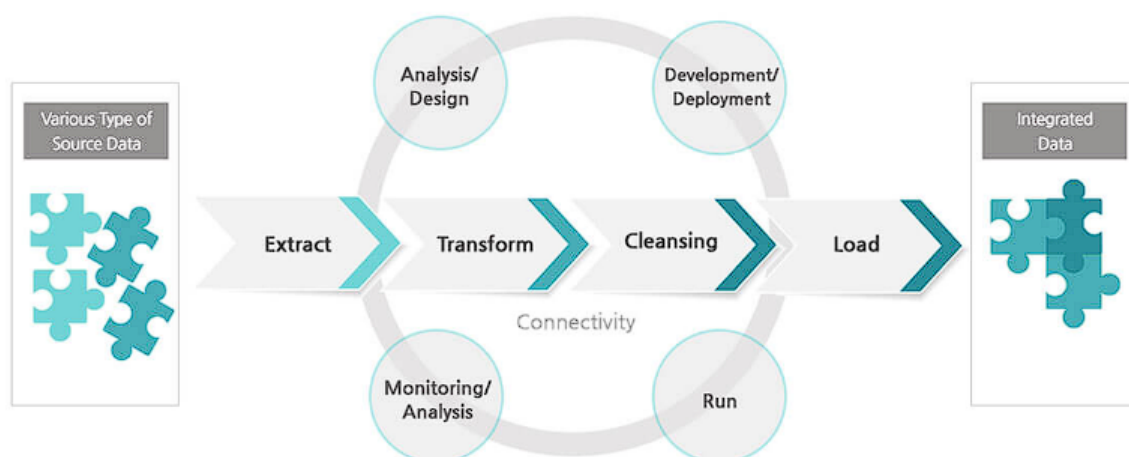 Analysis/
Design
Development/
Deployment
Various Type of
Source Data
Integrated
Data
Extract
Transform
Cleansing
Load
Connectivity
Monitoring/
Analysis
Run